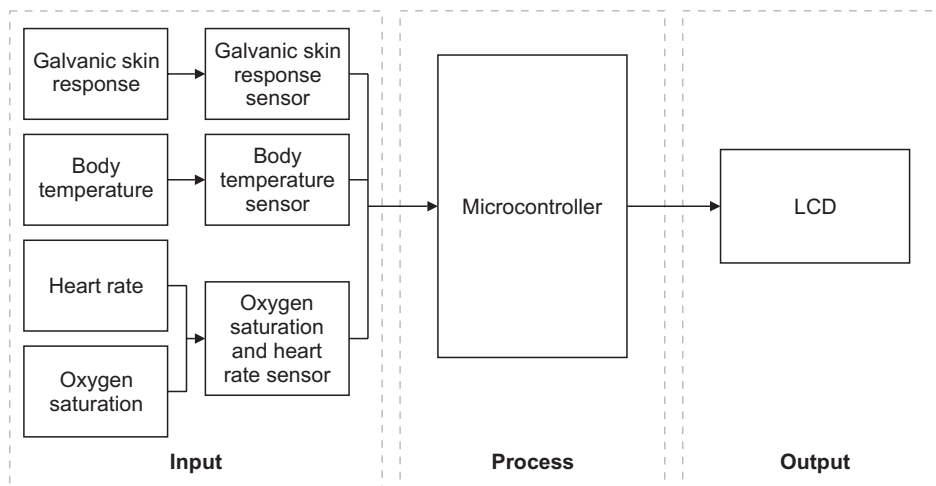 Galvanic skin
response
Galvanic skin
response
sensor
Body
temperature
Body
temperature
sensor
Heart rate
Oxygen
saturation
Oxygen
saturation
and heart
rate sensor
Input
Microcontroller
Process
LCD
Output